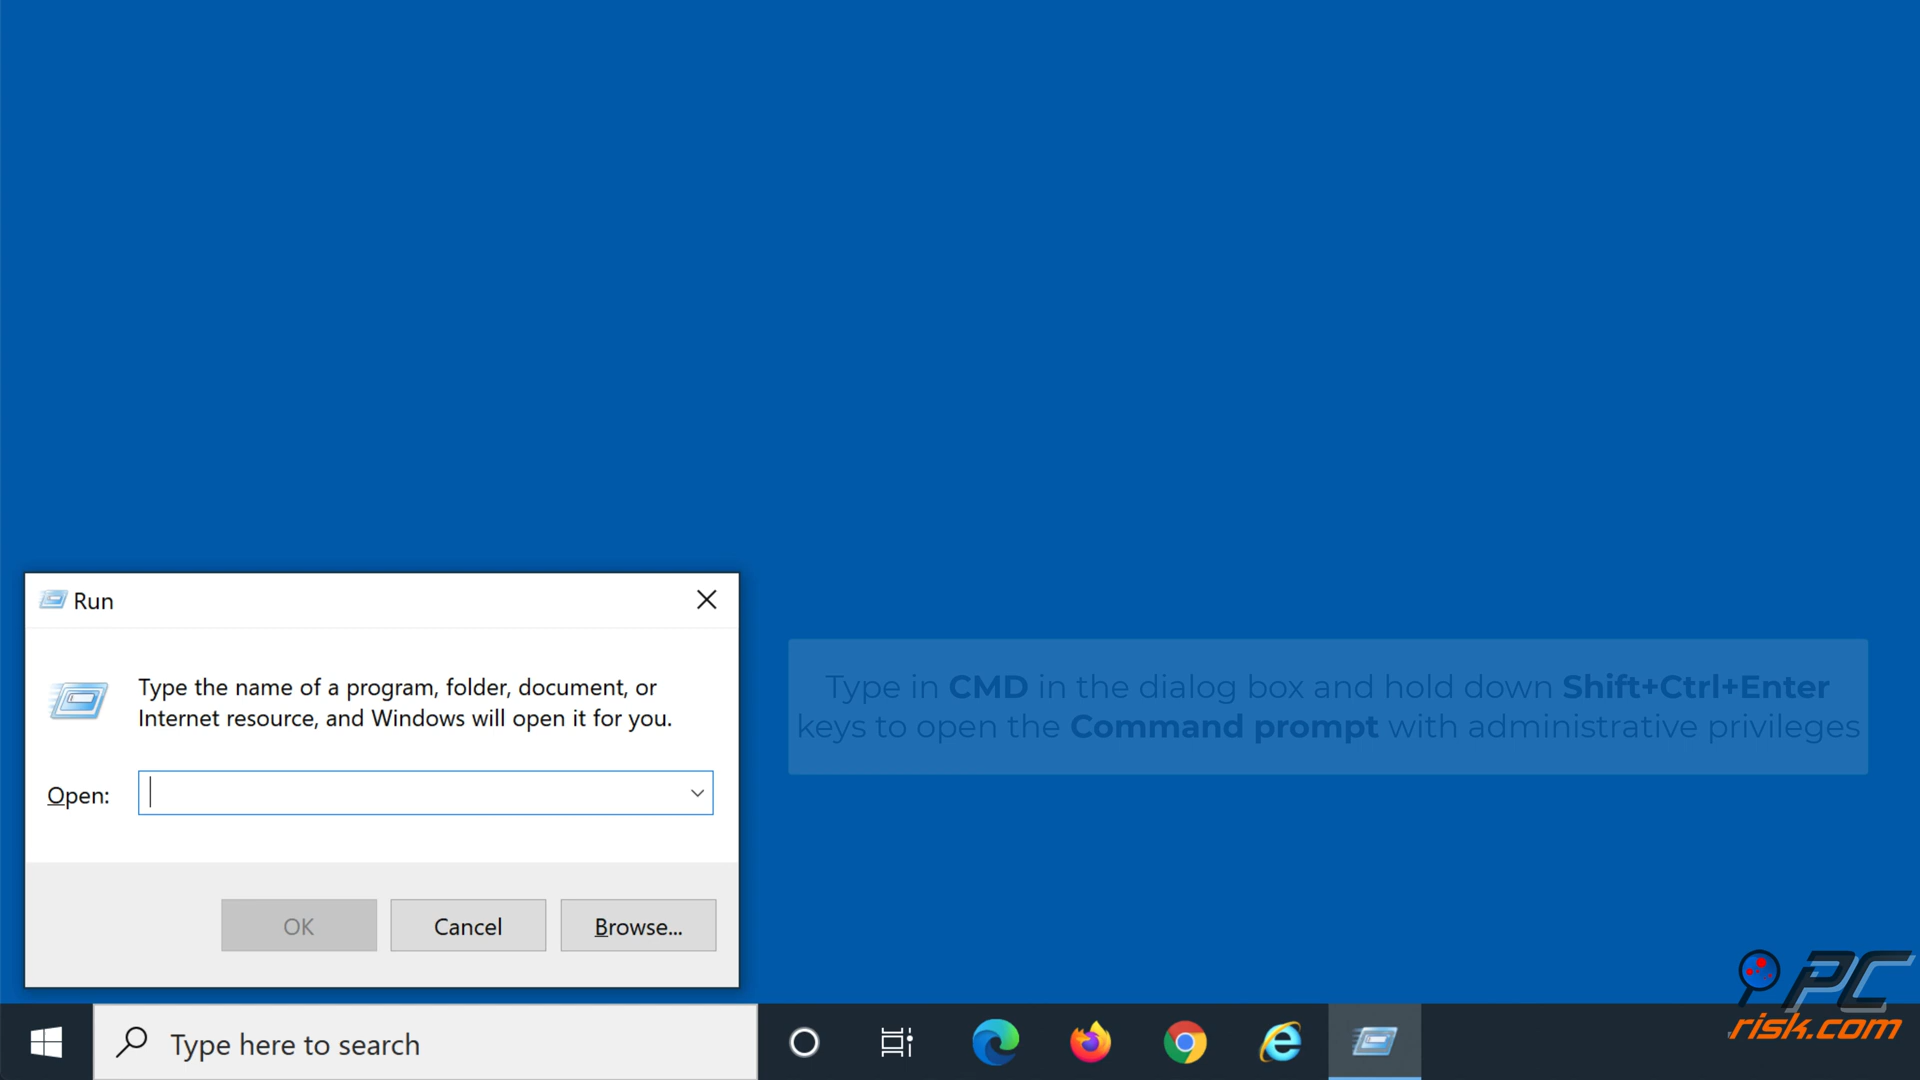 Run
Type the name of a program, folder, document, or
Internet resource, and Windows will open it for you.
Open:
OK
Cancel
Browse...
Type in CMD in the dialog box and hold down Shift+Ctrl+Enter
keys to open the Command prompt with administrative privileges
Type here to search
PC
risk.com